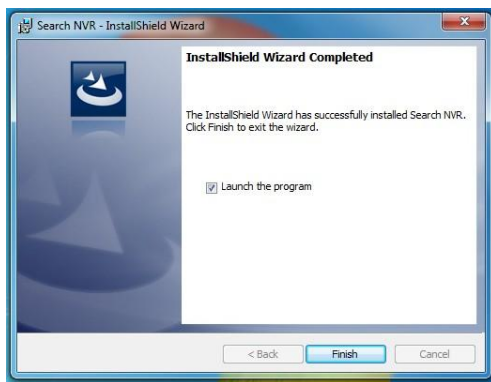 Search NVR - InstallShield Wizard
InstallShield Wizard Completed
The InstallShield Wizard has successfully installed Search NVR.
Click Finish to exit the wizard.
Launch the program
< Back
Finish
Cancel